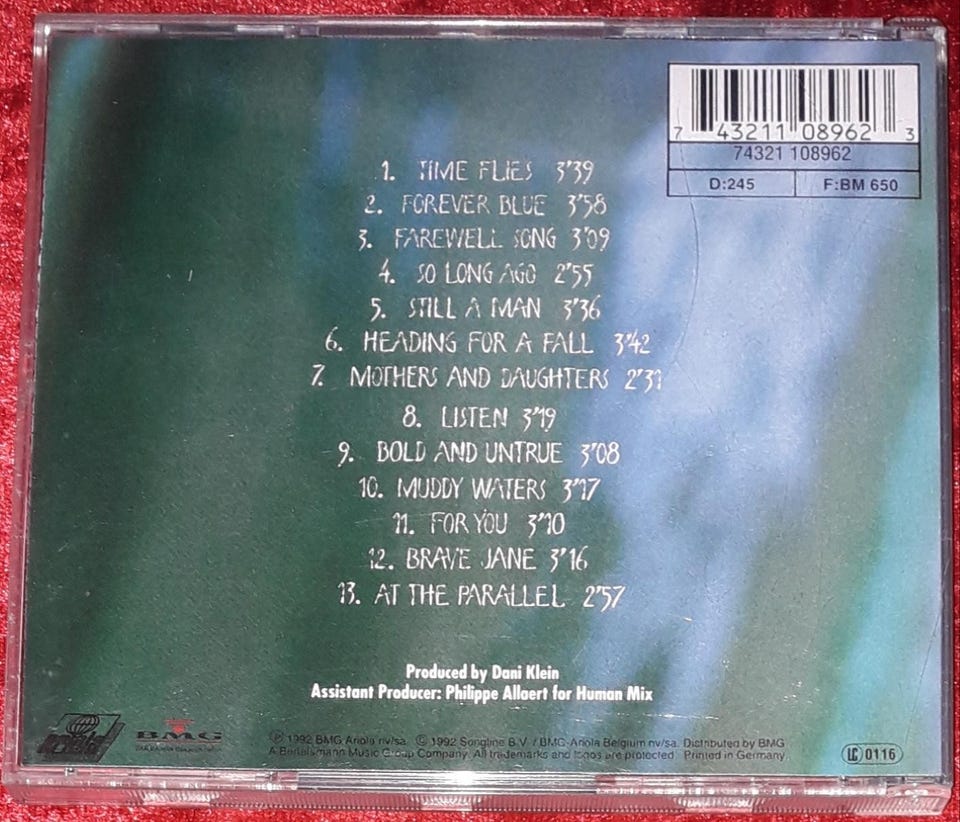 7 43211 08962 3
74321 108962
D:245 F:BM 650
1. TIME FLIES 3'39
2. FOREVER BLUE 3'58
3. FAREWELL SONG 3'09
4. SO LONG AGO 2'55
5. STILL A MAN 3'36
6. HEADING FOR A FALL 3'42
7. MOTHERS AND DAUGHTERS 2'31
8. LISTEN 3'19
9. BOLD AND UNTRUE 3'08
10. MUDDY WATERS 3'17
11. FOR YOU 3'10
12. BRAVE JANE 3'16
13. AT THE PARALLEL 2'57
Produced by Dani Klein
Assistant Producer: Philippe Allaert for Human Mix
ARIOLA
BMG
℗ 1992 BMG Ariola nv/sa. © 1992 Songline B.V. / BMG-Ariola Belgium nv/sa. Distributed by BMG
A Bertelsmann Music Group Company. All trademarks and logos are protected. Printed in Germany.
LC 0116